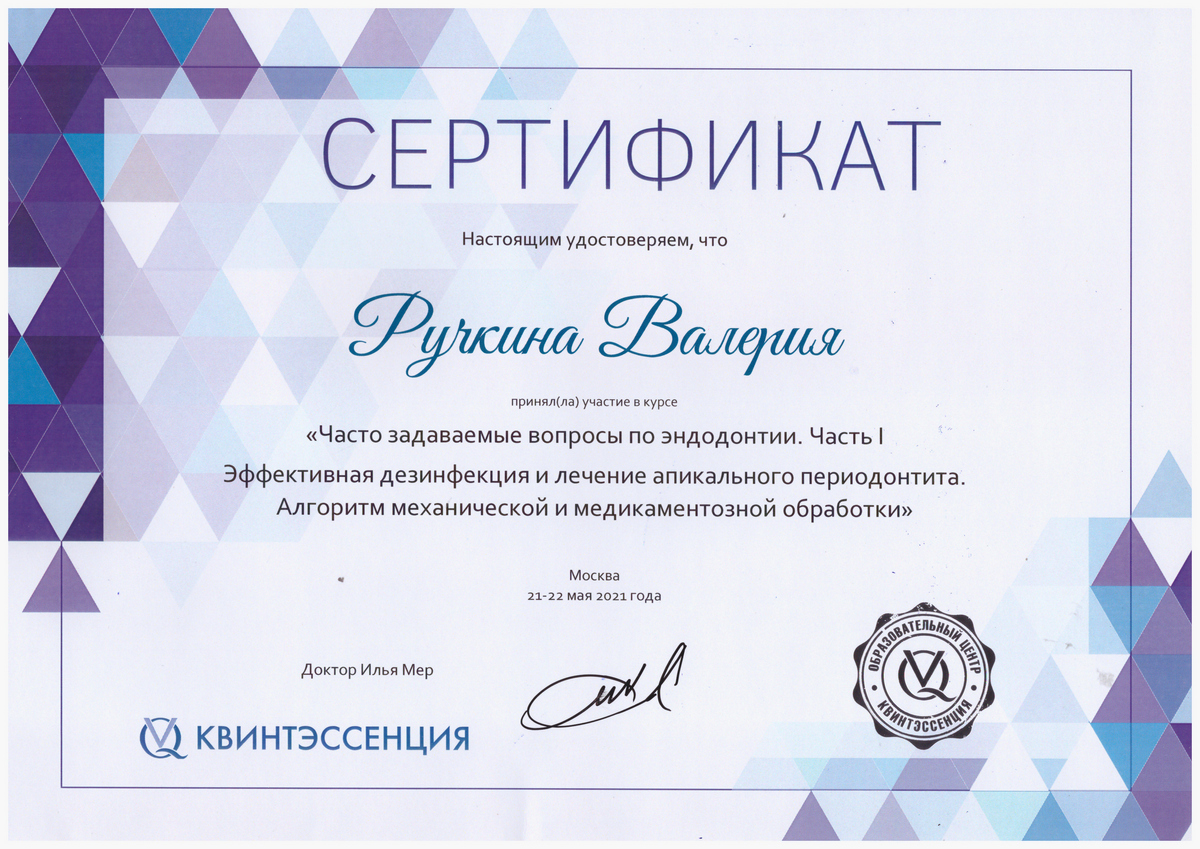 СЕРТИФИКАТ
Настоящим удостоверяем, что
Ручкина Валерия
принял(ла) участие в курсе
«Часто задаваемые вопросы по эндодонтии. Часть I
Эффективная дезинфекция и лечение апикального периодонтита.
Алгоритм механической и медикаментозной обработки»
Москва
21-22 мая 2021 года
Доктор Илья Мер
КВИНТЭССЕНЦИЯ
ОБРАЗОВАТЕЛЬНЫЙ ЦЕНТР
КВИНТЭССЕНЦИЯ